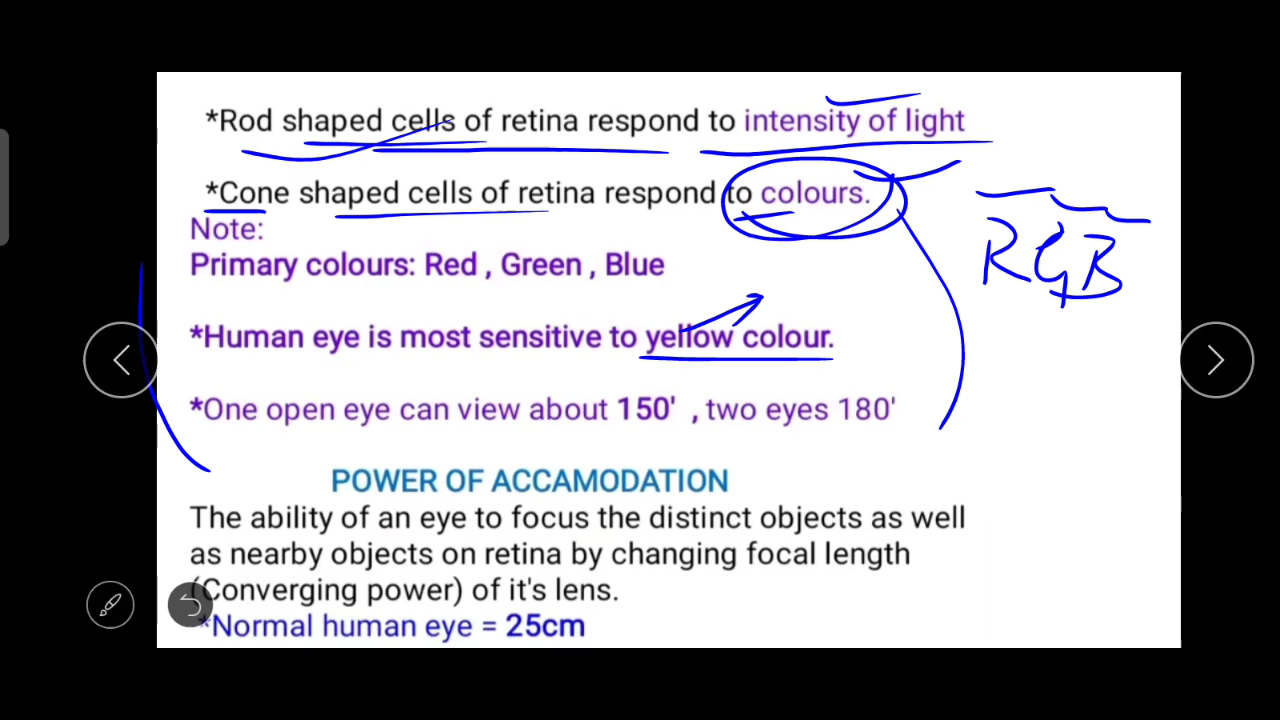 *Rod shaped cells of retina respond to intensity of light
*Cone shaped cells of retina respond to colours.
Note:
Primary colours: Red , Green , Blue
RGB
*Human eye is most sensitive to yellow colour.
*One open eye can view about 150' , two eyes 180'
POWER OF ACCAMODATION
The ability of an eye to focus the distinct objects as well
as nearby objects on retina by changing focal length
(Converging power) of it's lens.
*Normal human eye = 25cm